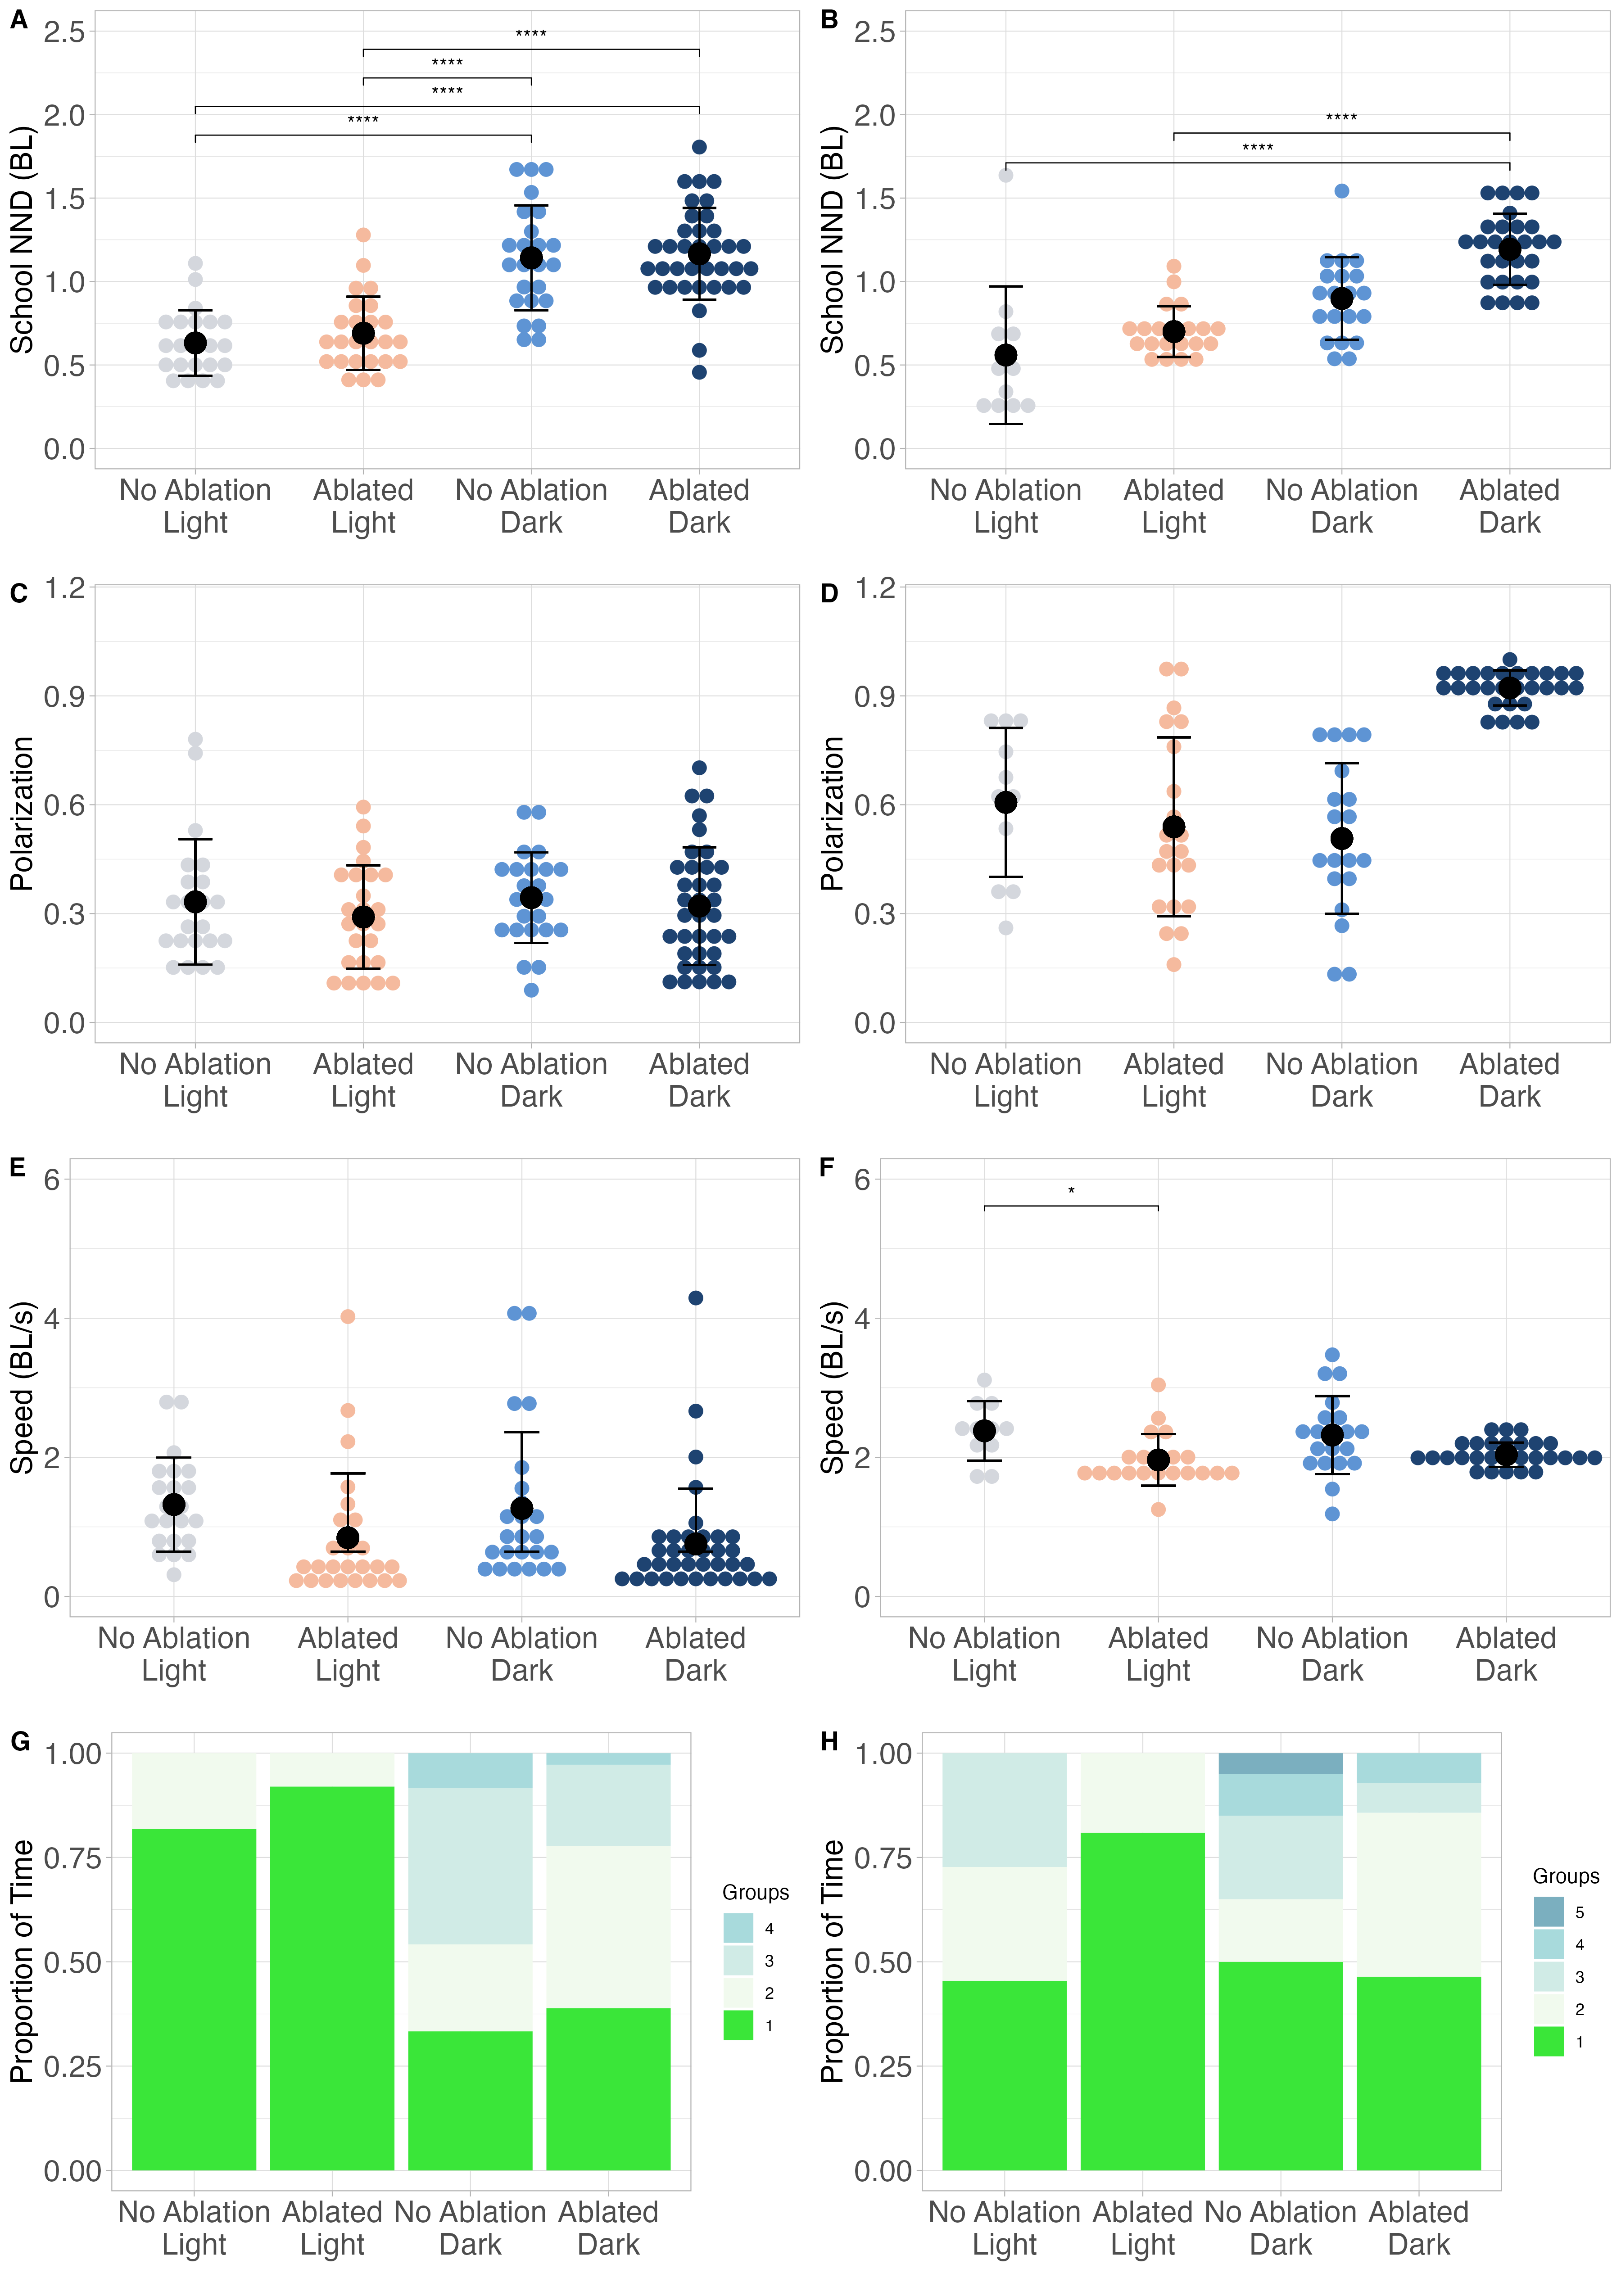 A
School NND (BL)
2.5
2.0
1.5
1.0
0.5
0.0
****
****
****
****
No Ablation Light
Ablated Light
No Ablation Dark
Ablated Dark
B
School NND (BL)
2.5
2.0
1.5
1.0
0.5
0.0
****
****
No Ablation Light
Ablated Light
No Ablation Dark
Ablated Dark
C
Polarization
1.2
0.9
0.6
0.3
0.0
No Ablation Light
Ablated Light
No Ablation Dark
Ablated Dark
D
Polarization
1.2
0.9
0.6
0.3
0.0
No Ablation Light
Ablated Light
No Ablation Dark
Ablated Dark
E
Speed (BL/s)
6
4
2
0
No Ablation Light
Ablated Light
No Ablation Dark
Ablated Dark
F
Speed (BL/s)
6
4
2
0
*
No Ablation Light
Ablated Light
No Ablation Dark
Ablated Dark
G
Proportion of Time
1.00
0.75
0.50
0.25
0.00
No Ablation Light
Ablated Light
No Ablation Dark
Ablated Dark
Groups
4
3
2
1
H
Proportion of Time
1.00
0.75
0.50
0.25
0.00
No Ablation Light
Ablated Light
No Ablation Dark
Ablated Dark
Groups
5
4
3
2
1